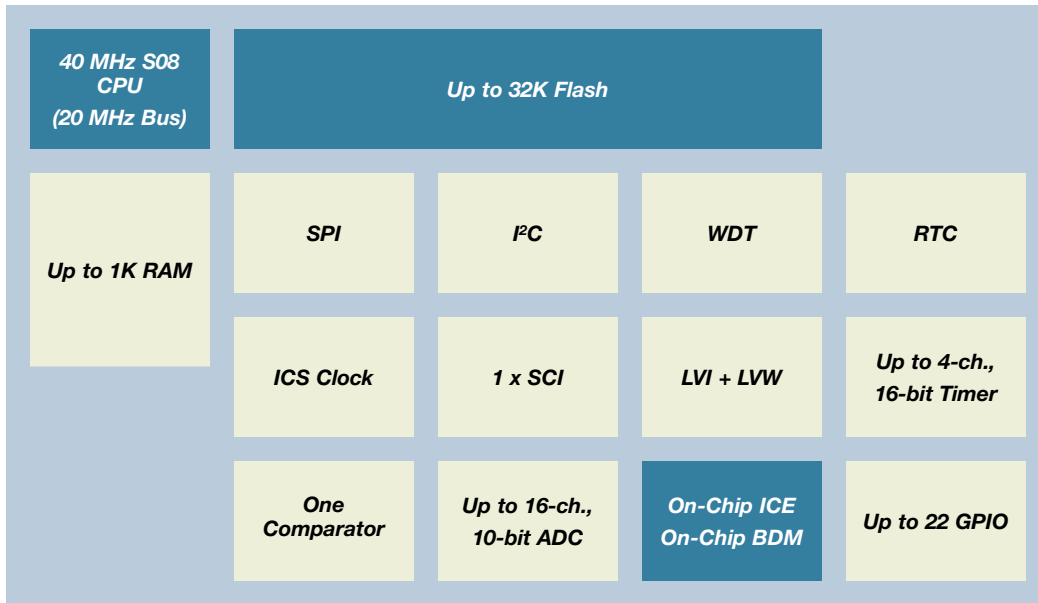 40 MHz S08
CPU
(20 MHz Bus)
Up to 32K Flash
Up to 1K RAM
SPI
I²C
WDT
RTC
ICS Clock
1 x SCI
LVI + LVW
Up to 4-ch.,
16-bit Timer
One
Comparator
Up to 16-ch.,
10-bit ADC
On-Chip ICE
On-Chip BDM
Up to 22 GPIO